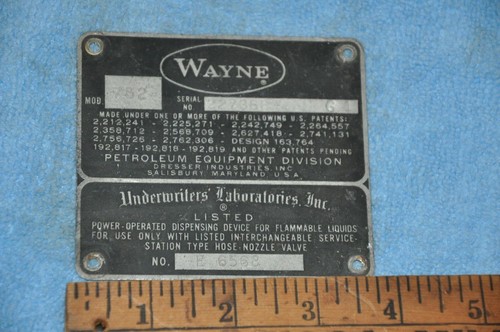 WAYNE
MOD 782 SERIAL NO G
MADE UNDER ONE OR MORE OF THE FOLLOWING U.S. PATENTS:
2,212,241 - 2,225,271 - 2,242,749 - 2,264,557
2,358,712 - 2,568,709 - 2,627,418 - 2,741,131
2,756,728 - 2,762,306 - DESIGN 163,764
192,817 - 192,818 - 192,819 AND OTHER PATENTS PENDING
PETROLEUM EQUIPMENT DIVISION
DRESSER INDUSTRIES INC
SALISBURY, MARYLAND, U.S.A.
Underwriters' Laboratories, Inc.
®
LISTED
POWER-OPERATED DISPENSING DEVICE FOR FLAMMABLE LIQUIDS
FOR USE ONLY WITH LISTED INTERCHANGEABLE SERVICE-
STATION TYPE HOSE-NOZZLE VALVE
NO. P 6598
1 2 3 4 5